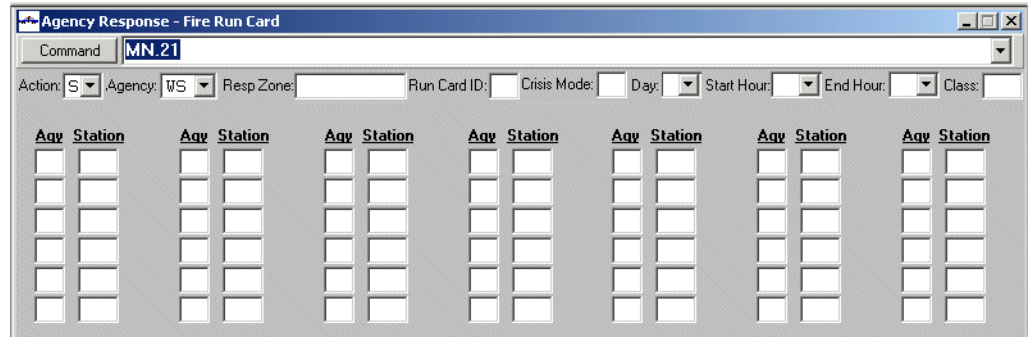 Agency Response - Fire Run Card
Command MN.21
Action: S Agency: WS Resp Zone: Run Card ID: Crisis Mode: Day: Start Hour: End Hour: Class:
Agy Station Agy Station Agy Station Agy Station Agy Station Agy Station Agy Station